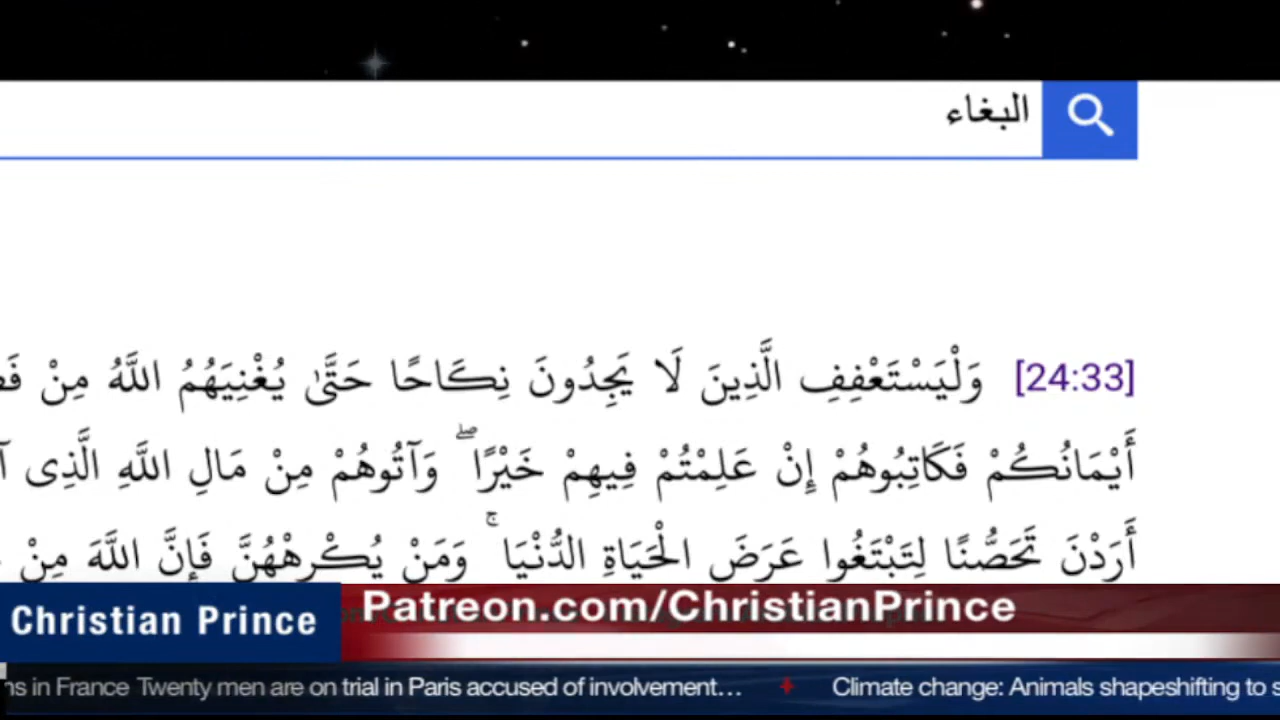 البغاء
[24:33] وَلْيَسْتَعْفِفِ الَّذِينَ لَا يَجِدُونَ نِكَاحًا حَتَّىٰ يُغْنِيَهُمُ اللَّهُ مِنْ
أَيْمَانُكُمْ فَكَاتِبُوهُمْ إِنْ عَلِمْتُمْ فِيهِمْ خَيْرًا ۖ وَآتُوهُمْ مِنْ مَالِ اللَّهِ الَّذِى
أَرَدْنَ تَحَصُّنًا لِتَبْتَغُوا عَرَضَ الْحَيَاةِ الدُّنْيَا ۚ وَمَنْ يُكْرِهْهُنَّ فَإِنَّ اللَّهَ مِنْ
Patreon.com/ChristianPrince
Christian Prince
ns in France Twenty men are on trial in Paris accused of involvement... + Climate change: Animals shapeshifting to s